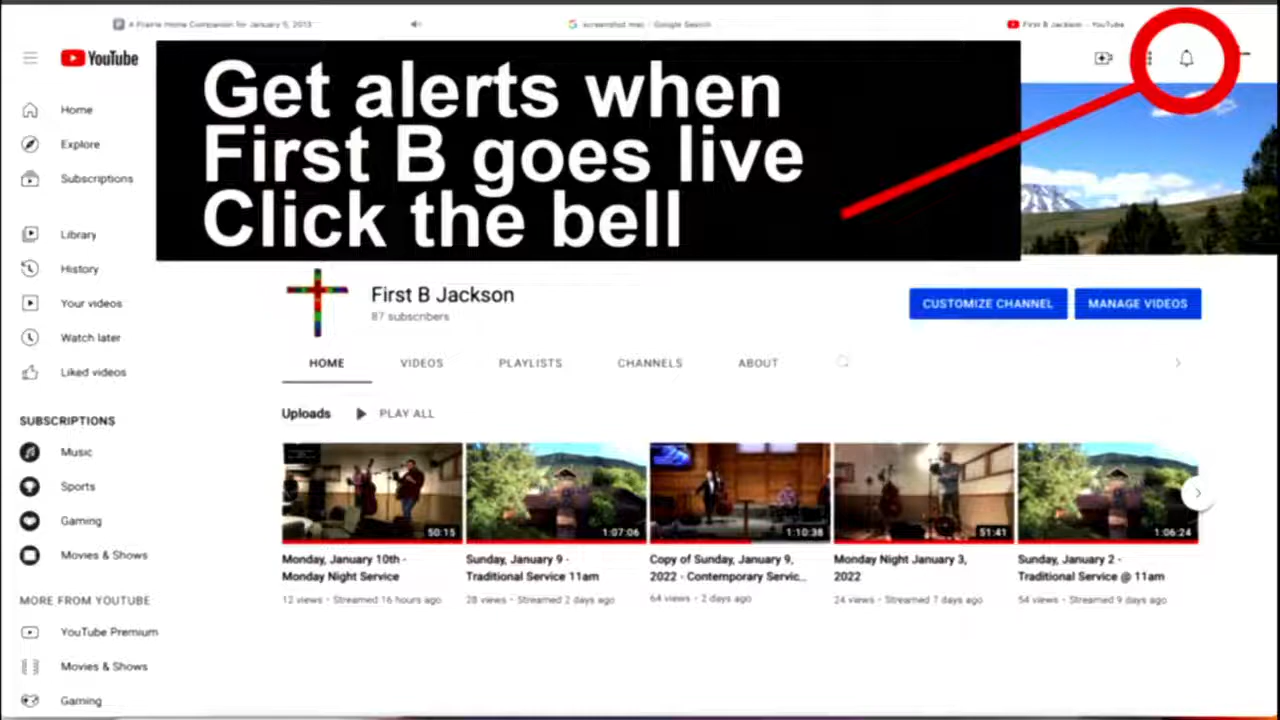 A Prairie Home Companion for January 5, 2013
screenshot mac - Google Search
First B Jackson - YouTube
YouTube
Get alerts when
First B goes live
Click the bell
Home
Explore
Subscriptions
Library
History
Your videos
Watch later
Liked videos
SUBSCRIPTIONS
Music
Sports
Gaming
Movies & Shows
MORE FROM YOUTUBE
YouTube Premium
Movies & Shows
Gaming
First B Jackson
87 subscribers
CUSTOMIZE CHANNEL
MANAGE VIDEOS
HOME
VIDEOS
PLAYLISTS
CHANNELS
ABOUT
Uploads
PLAY ALL
50:15
Monday, January 10th -
Monday Night Service
12 views • Streamed 16 hours ago
1:07:06
Sunday, January 9 -
Traditional Service 11am
28 views • Streamed 2 days ago
1:10:38
Copy of Sunday, January 9,
2022 - Contemporary Servic...
64 views • 2 days ago
51:41
Monday Night January 3,
2022
24 views • Streamed 7 days ago
1:06:24
Sunday, January 2 -
Traditional Service @ 11am
54 views • Streamed 9 days ago